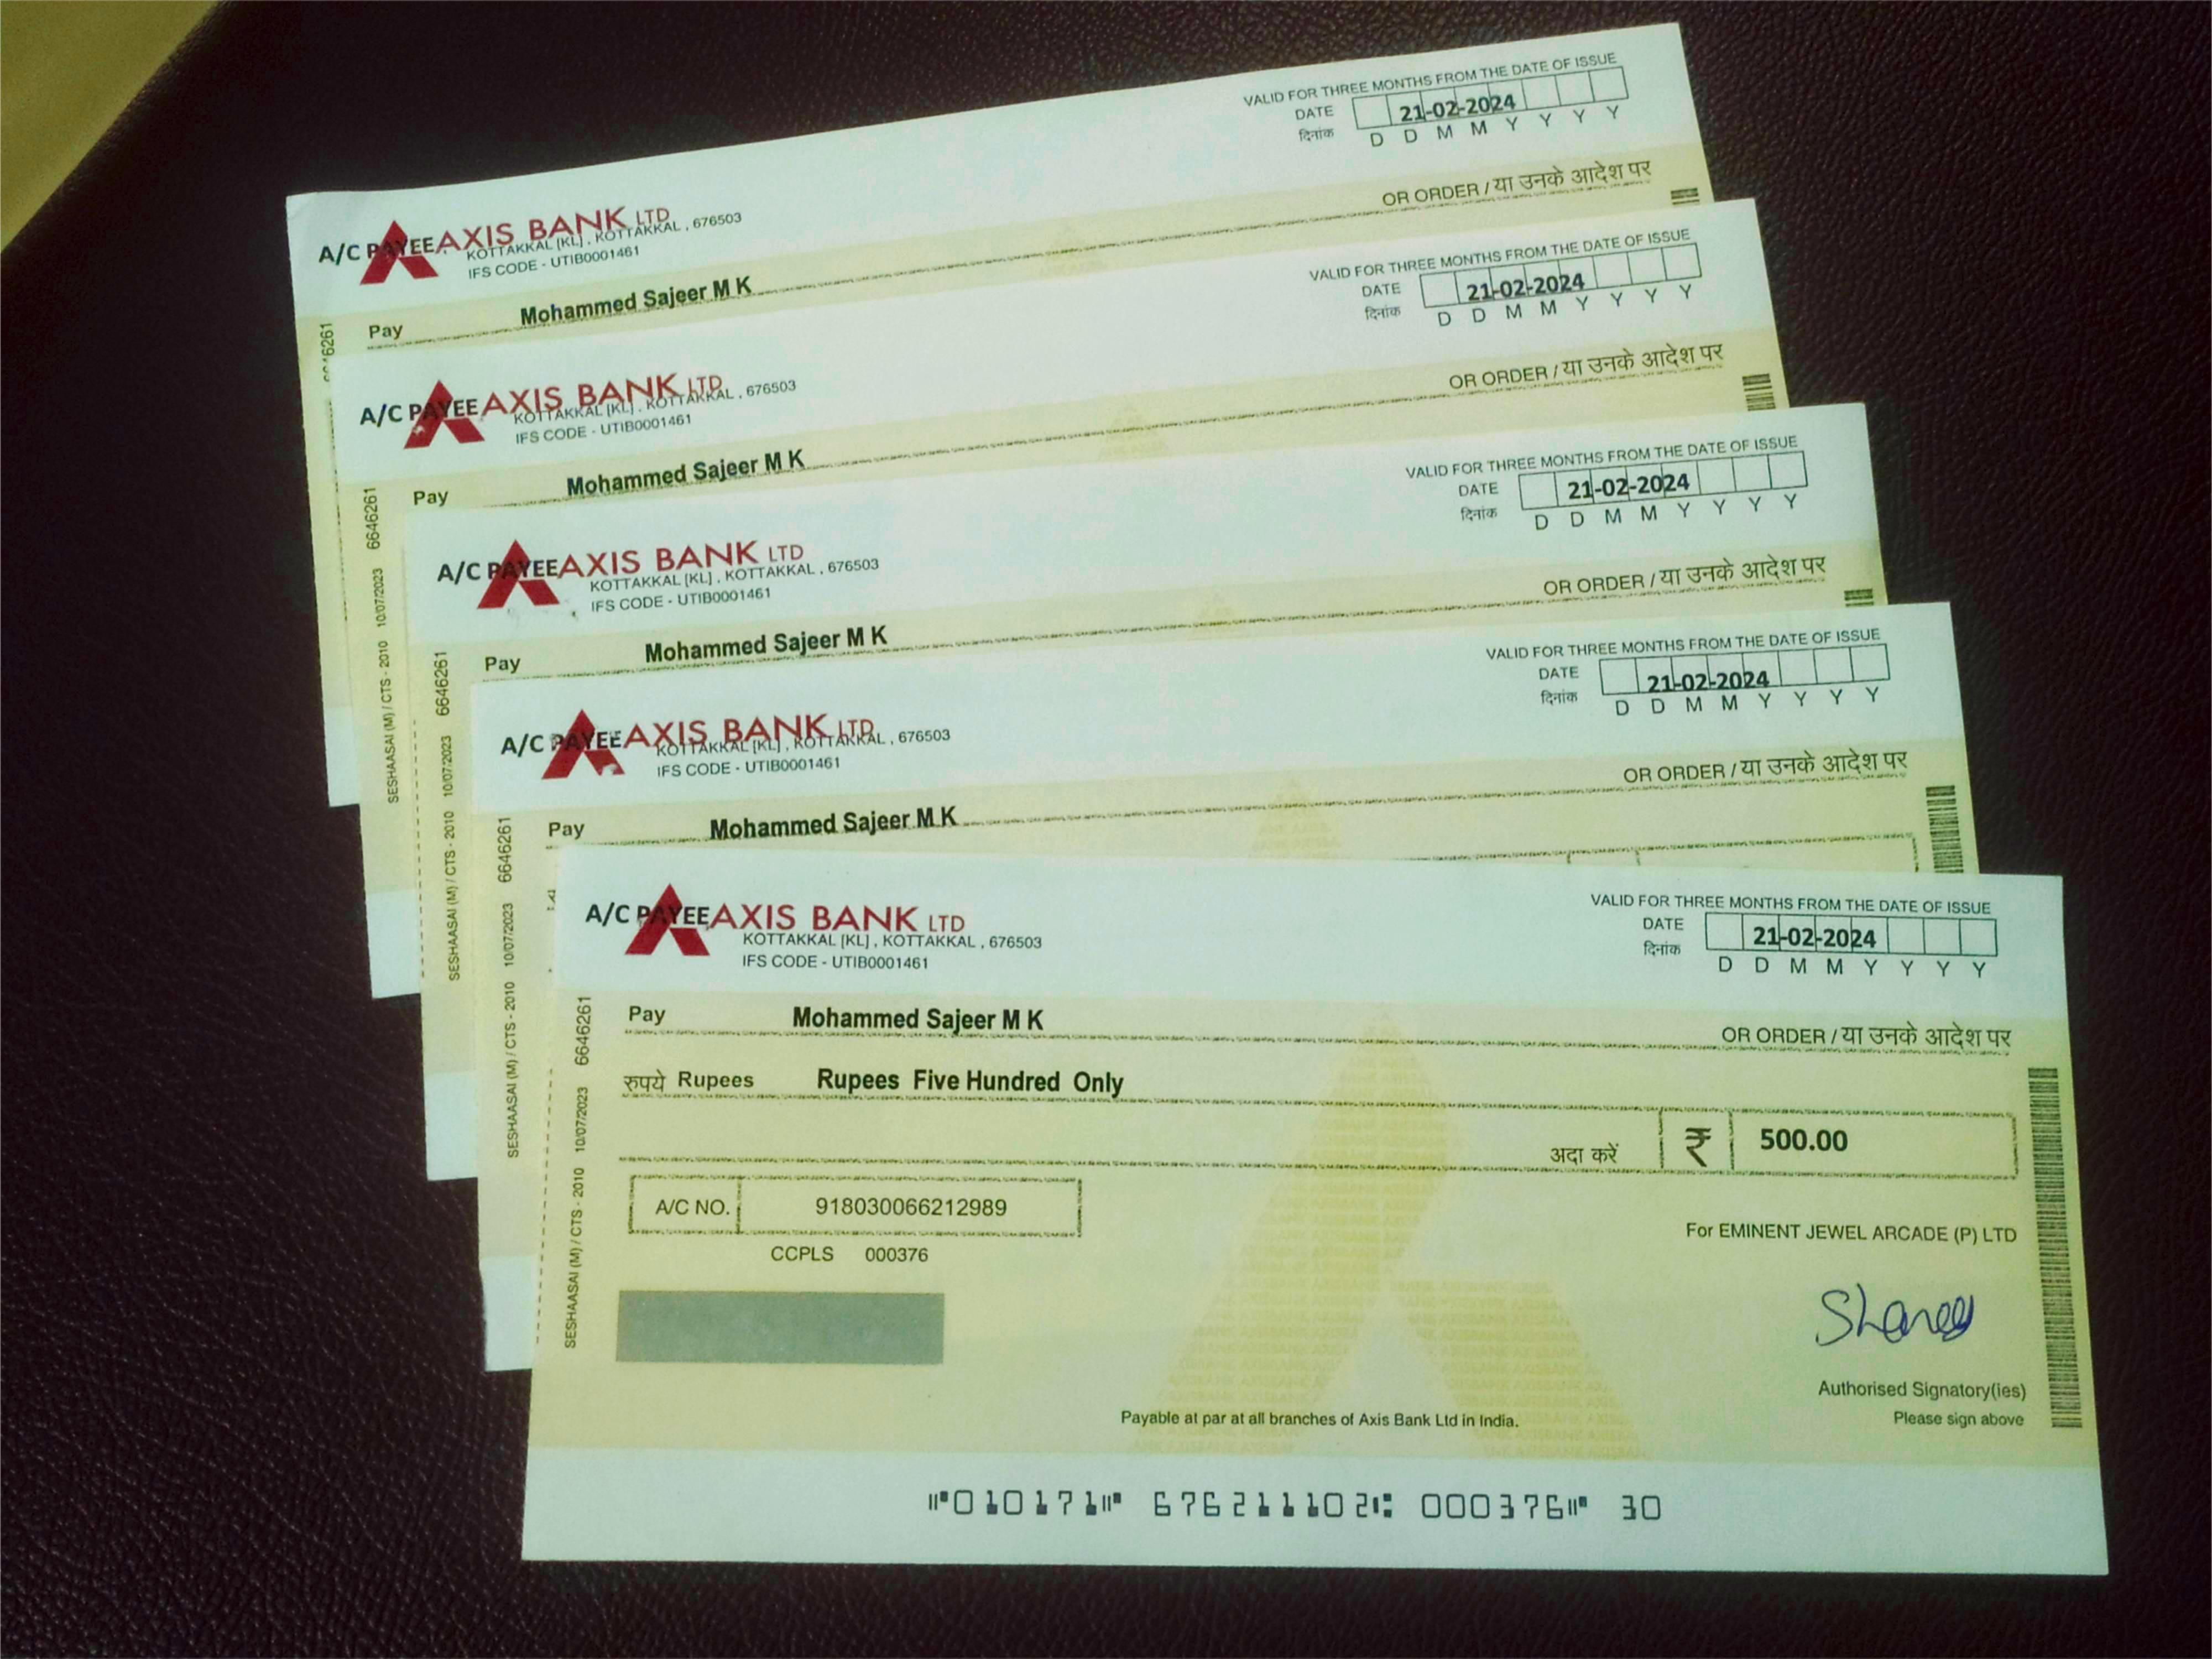 VALID FOR THREE MONTHS FROM THE DATE OF ISSUE
DATE 21-02-2024
दिनांक D D M M Y Y Y Y
A/C PAYEE AXIS BANK LTD
KOTTAKKAL [KL] , KOTTAKKAL , 676503
IFS CODE - UTIB0001461
OR ORDER / या उनके आदेश पर
Pay Mohammed Sajeer M K
6261
VALID FOR THREE MONTHS FROM THE DATE OF ISSUE
DATE 21-02-2024
दिनांक D D M M Y Y Y Y
A/C PAYEE AXIS BANK LTD
KOTTAKKAL [KL] , KOTTAKKAL , 676503
IFS CODE - UTIB0001461
OR ORDER / या उनके आदेश पर
Pay Mohammed Sajeer M K
SESHAASAI (M) / CTS - 2010 10/07/2023 6646261
VALID FOR THREE MONTHS FROM THE DATE OF ISSUE
DATE 21-02-2024
दिनांक D D M M Y Y Y Y
A/C PAYEE AXIS BANK LTD
KOTTAKKAL [KL] , KOTTAKKAL , 676503
IFS CODE - UTIB0001461
OR ORDER / या उनके आदेश पर
Pay Mohammed Sajeer M K
SESHAASAI (M) / CTS - 2010 10/07/2023 6646261
VALID FOR THREE MONTHS FROM THE DATE OF ISSUE
DATE 21-02-2024
दिनांक D D M M Y Y Y Y
A/C PAYEE AXIS BANK LTD
KOTTAKKAL [KL] , KOTTAKKAL , 676503
IFS CODE - UTIB0001461
OR ORDER / या उनके आदेश पर
Pay Mohammed Sajeer M K
SESHAASAI (M) / CTS - 2010 10/07/2023 6646261
VALID FOR THREE MONTHS FROM THE DATE OF ISSUE
DATE 21-02-2024
दिनांक D D M M Y Y Y Y
A/C PAYEE AXIS BANK LTD
KOTTAKKAL [KL] , KOTTAKKAL , 676503
IFS CODE - UTIB0001461
Pay Mohammed Sajeer M K OR ORDER / या उनके आदेश पर
रुपये Rupees Rupees Five Hundred Only
अदा करें ₹ 500.00
A/C NO. 918030066212989
CCPLS 000376
For EMINENT JEWEL ARCADE (P) LTD
SESHAASAI (M) / CTS - 2010 10/07/2023 6646261
Authorised Signatory(ies)
Payable at par at all branches of Axis Bank Ltd in India.
Please sign above
⑈010171⑈ 676211102⑆ 000376⑈ 30